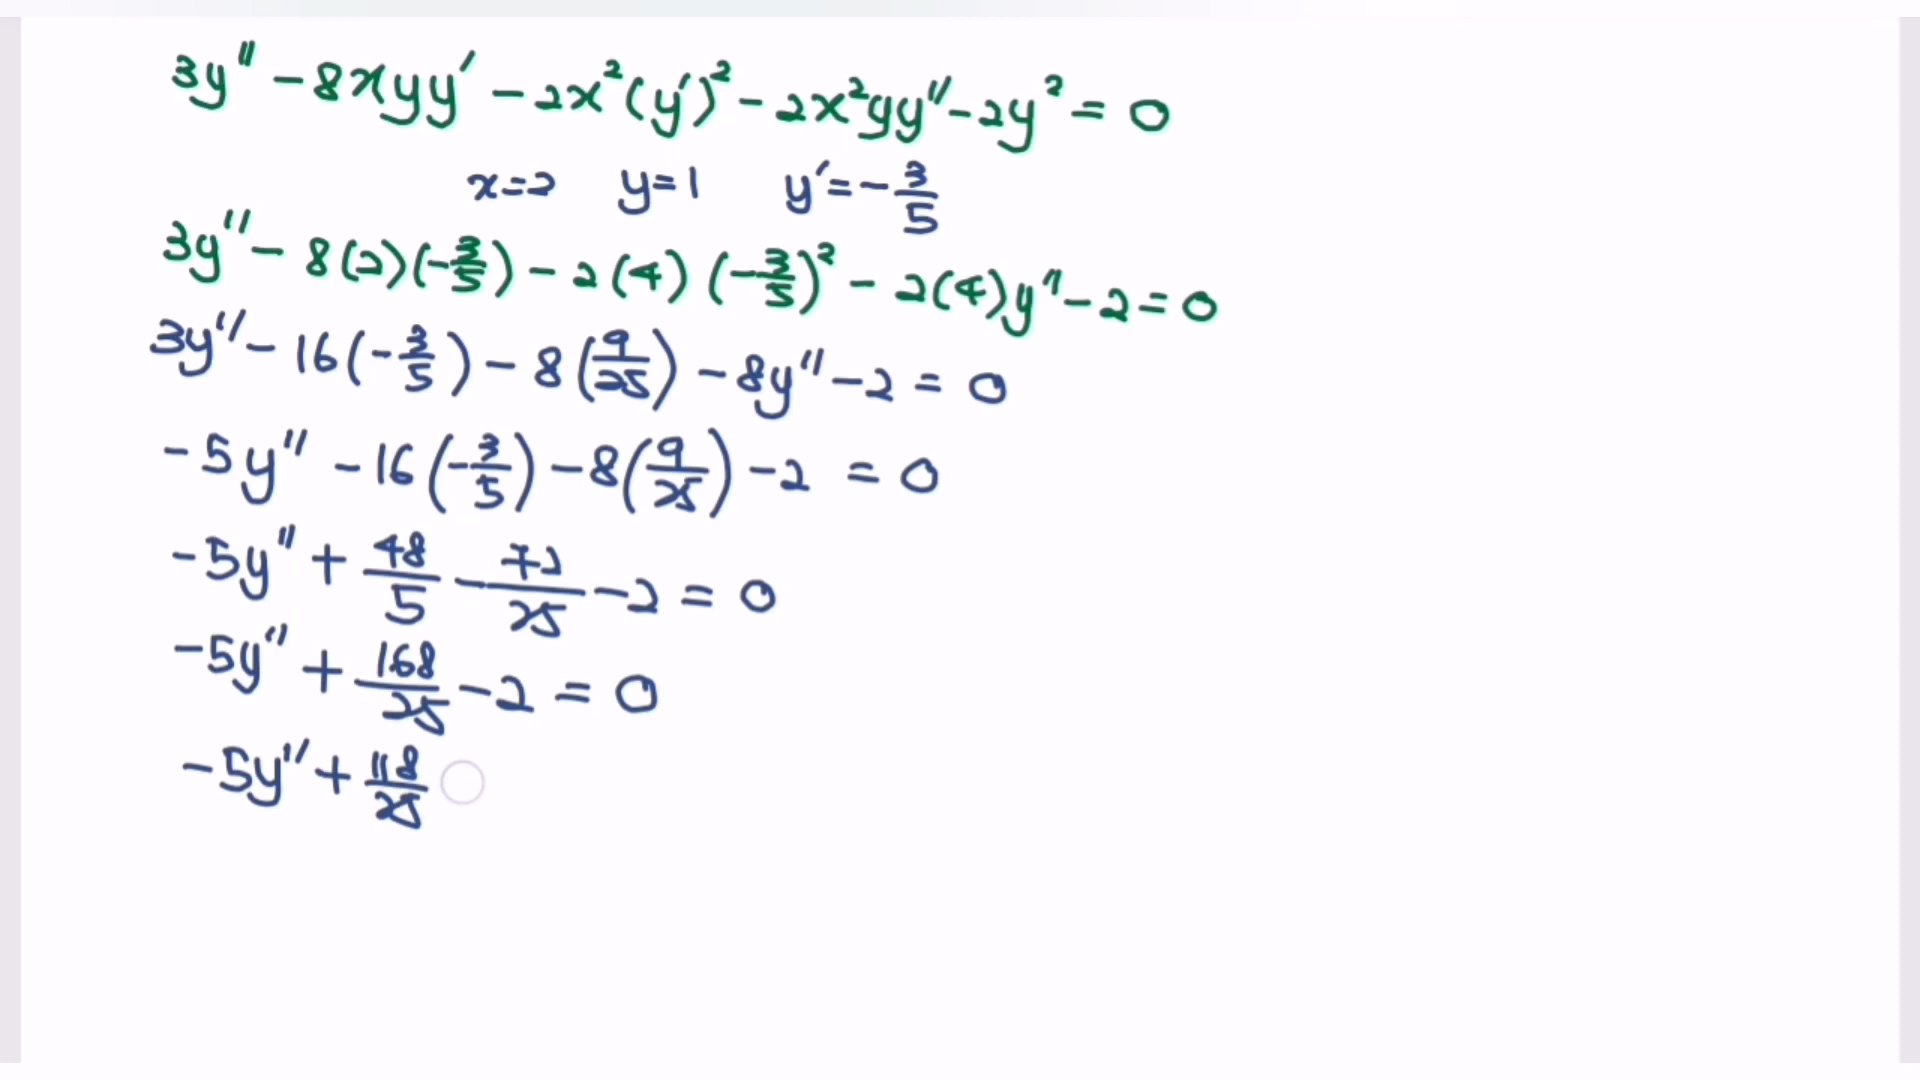 3y'' - 8xyy' - 2x²(y')² - 2x²yy'' - 2y² = 0
x=2 y=1 y'=-3/5
3y'' - 8(2)(-3/5) - 2(4)(-3/5)² - 2(4)y'' - 2 = 0
3y'' - 16(-3/5) - 8(9/25) - 8y'' - 2 = 0
-5y'' - 16(-3/5) - 8(9/25) - 2 = 0
-5y'' + 48/5 - 72/25 - 2 = 0
-5y'' + 168/25 - 2 = 0
-5y'' + 118/25